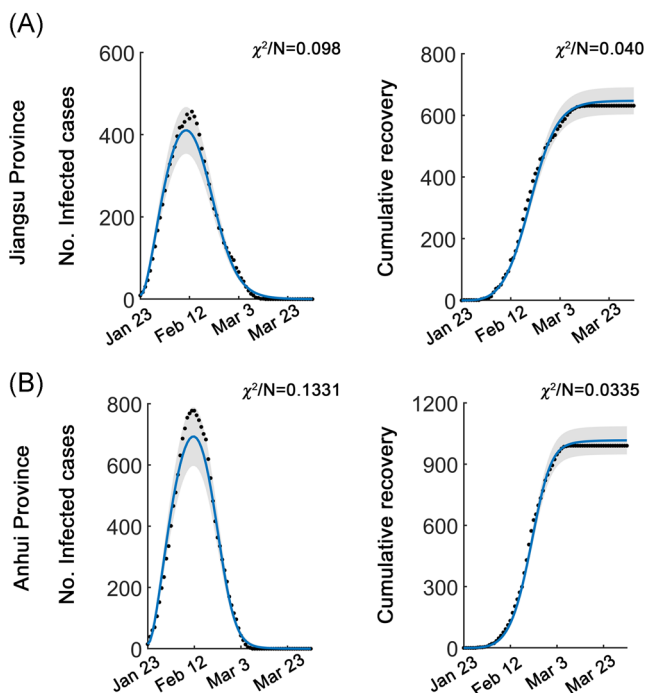 (A)
Jiangsu Province
No. Infected cases
χ²/N=0.098
600
400
200
0
Jan 23
Feb 12
Mar 3
Mar 23
Cumulative recovery
χ²/N=0.040
800
600
400
200
0
Jan 23
Feb 12
Mar 3
Mar 23
(B)
Anhui Province
No. Infected cases
χ²/N=0.1331
800
600
400
200
0
Jan 23
Feb 12
Mar 3
Mar 23
Cumulative recovery
χ²/N=0.0335
1200
900
600
300
0
Jan 23
Feb 12
Mar 3
Mar 23